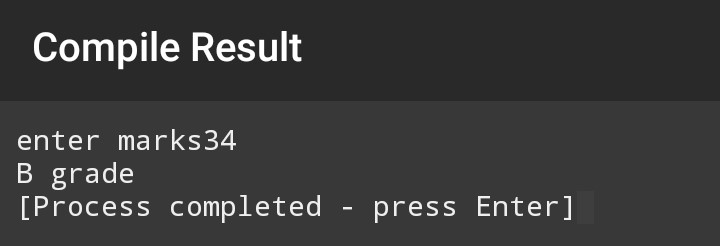 Compile Result
enter marks34
B grade
[Process completed - press Enter]